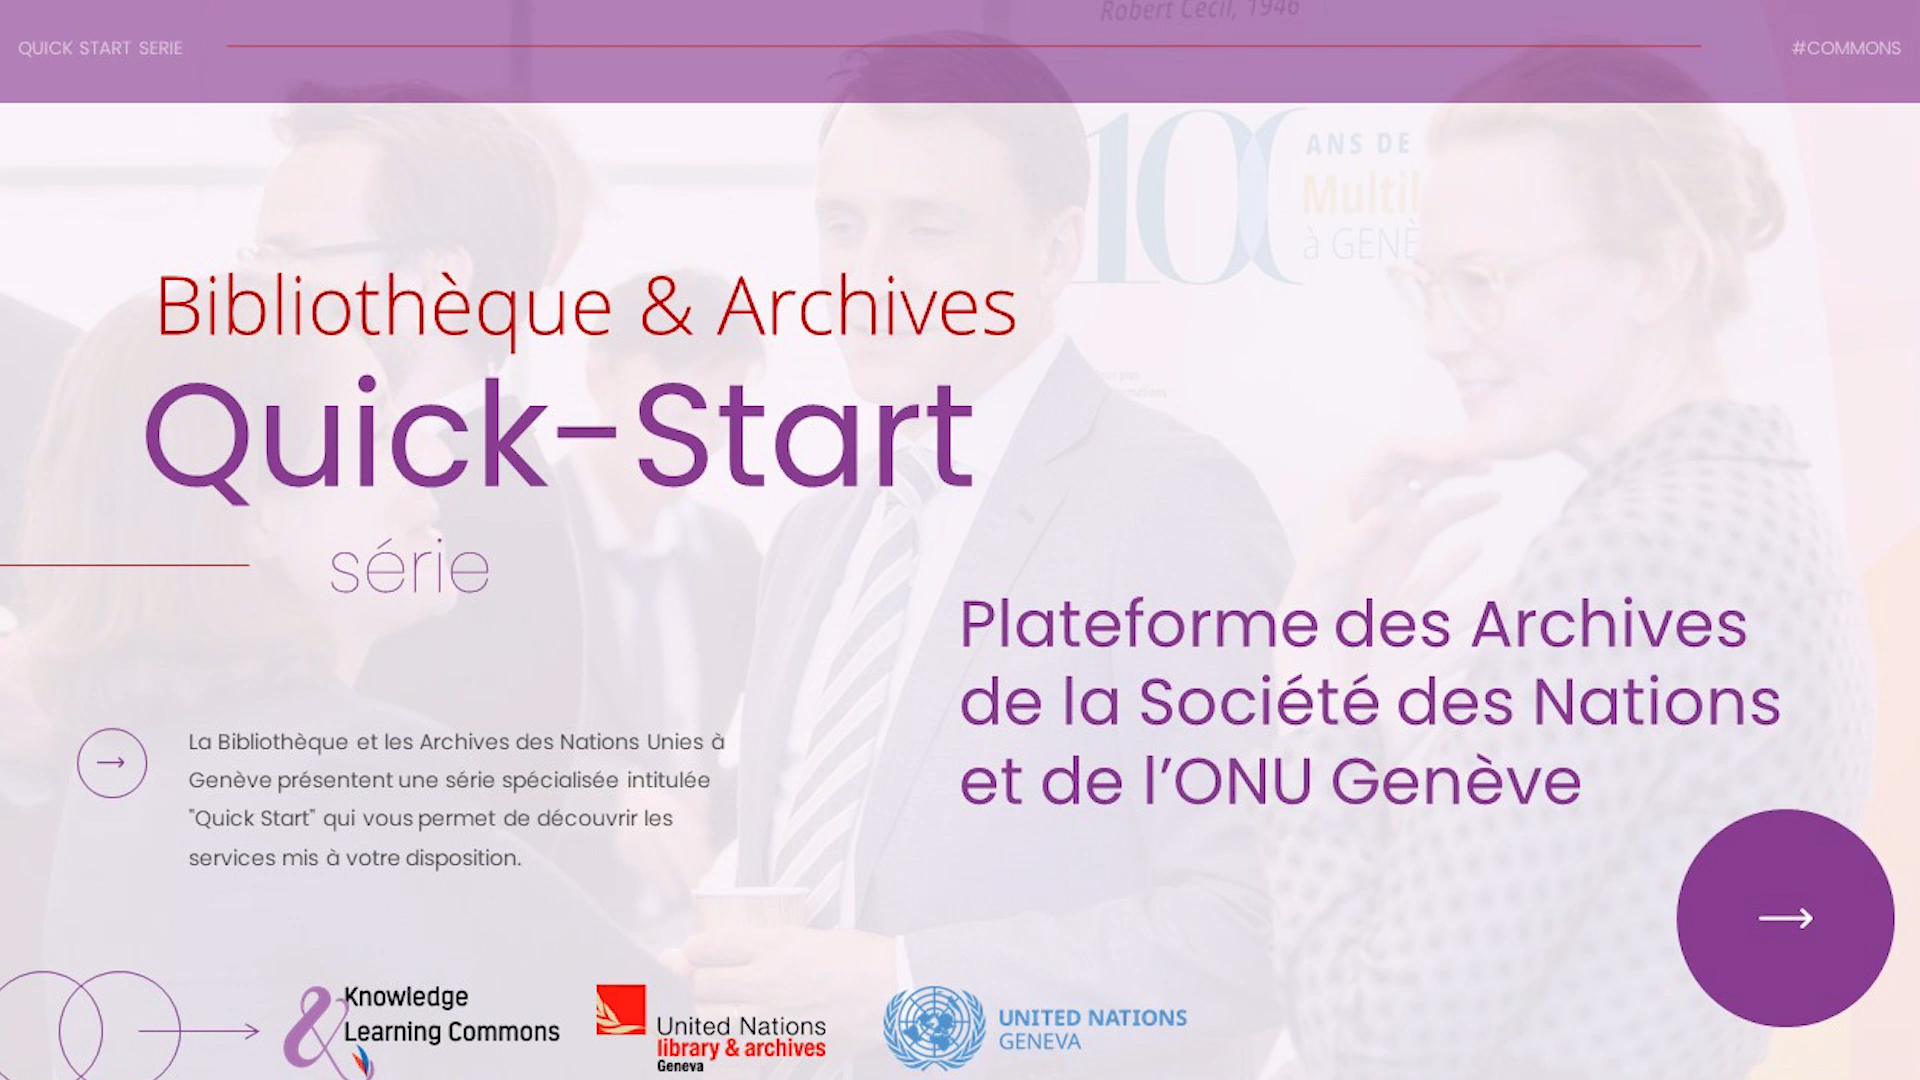 Robert Cecil, 1946
QUICK START SERIE
#COMMONS
100 ANS DE
Multil
à GENÈ
Bibliothèque & Archives
Quick-Start
série
Plateforme des Archives
de la Société des Nations
et de l’ONU Genève
La Bibliothèque et les Archives des Nations Unies à
Genève présentent une série spécialisée intitulée
"Quick Start" qui vous permet de découvrir les
services mis à votre disposition.
& Knowledge
Learning Commons
United Nations
library & archives
Geneva
UNITED NATIONS
GENEVA